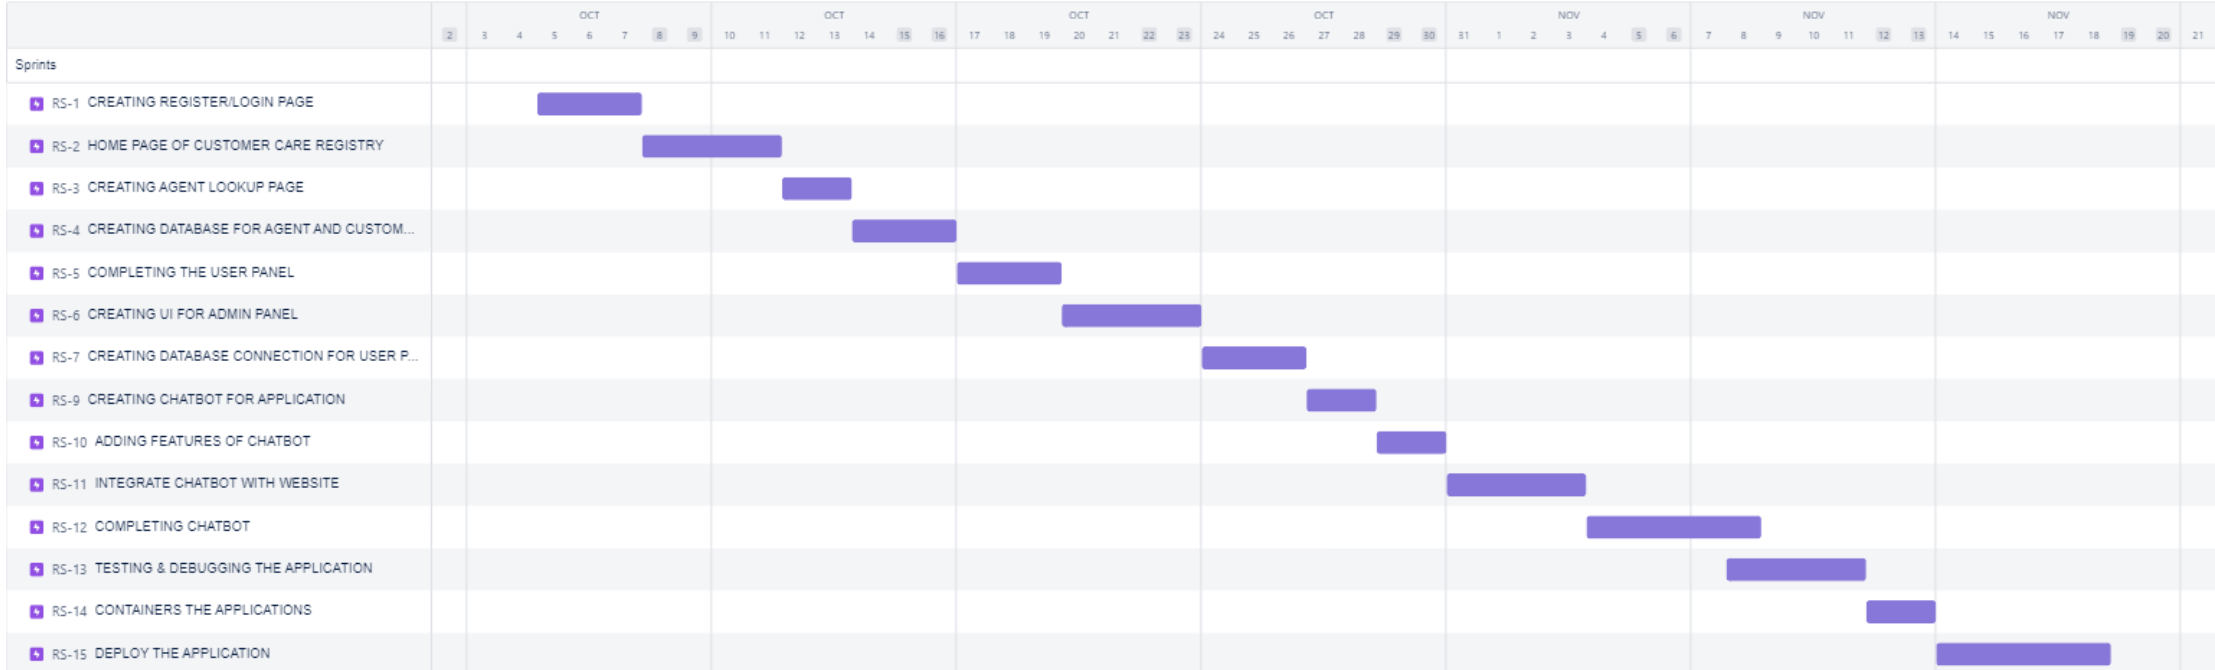 OCT OCT OCT OCT NOV NOV NOV
2 3 4 5 6 7 8 9 10 11 12 13 14 15 16 17 18 19 20 21 22 23 24 25 26 27 28 29 30 31 1 2 3 4 5 6 7 8 9 10 11 12 13 14 15 16 17 18 19 20 21
Sprints
RS-1 CREATING REGISTER/LOGIN PAGE
RS-2 HOME PAGE OF CUSTOMER CARE REGISTRY
RS-3 CREATING AGENT LOOKUP PAGE
RS-4 CREATING DATABASE FOR AGENT AND CUSTOM...
RS-5 COMPLETING THE USER PANEL
RS-6 CREATING UI FOR ADMIN PANEL
RS-7 CREATING DATABASE CONNECTION FOR USER P...
RS-9 CREATING CHATBOT FOR APPLICATION
RS-10 ADDING FEATURES OF CHATBOT
RS-11 INTEGRATE CHATBOT WITH WEBSITE
RS-12 COMPLETING CHATBOT
RS-13 TESTING & DEBUGGING THE APPLICATION
RS-14 CONTAINERS THE APPLICATIONS
RS-15 DEPLOY THE APPLICATION